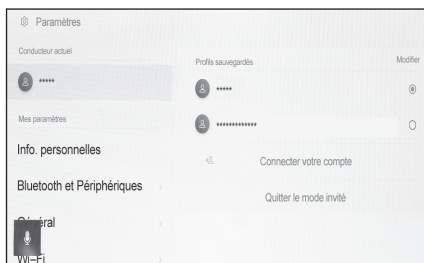 Paramètres
Conducteur actuel
*****
Mes paramètres
Info. personnelles
Bluetooth et Périphériques
Général
Wi-Fi
Profils sauvegardés
Modifier
*****
*************
Connecter votre compte
Quitter le mode invité